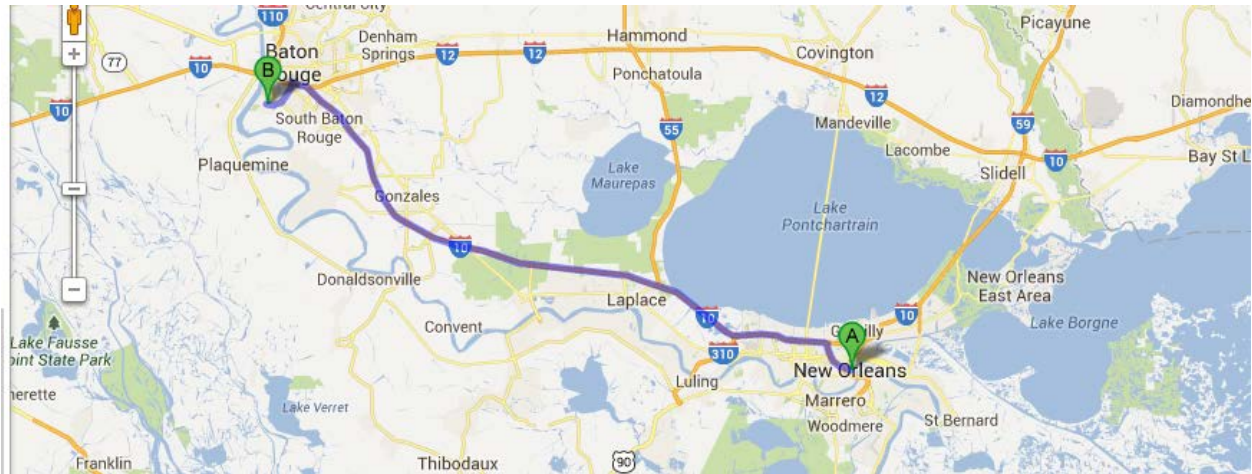 Central City
Picayune
110
Denham
Springs
Hammond
Covington
Baton
Rouge
B
12
12
77
10
10
Ponchatoula
12
59
Diamondhe
10
South Baton
Rouge
55
Mandeville
Lacombe
10
Bay St L
Plaquemine
Slidell
Lake
Maurepas
Gonzales
Lake
Pontchartrain
10
Donaldsonville
New Orleans
East Area
Laplace
10
10
Convent
A
Lake Borgne
Lake Fausse
oint State Park
310
New Orleans
Luling
nerette
Marrero
Lake Verret
St Bernard
Woodmere
Franklin
Thibodaux
90